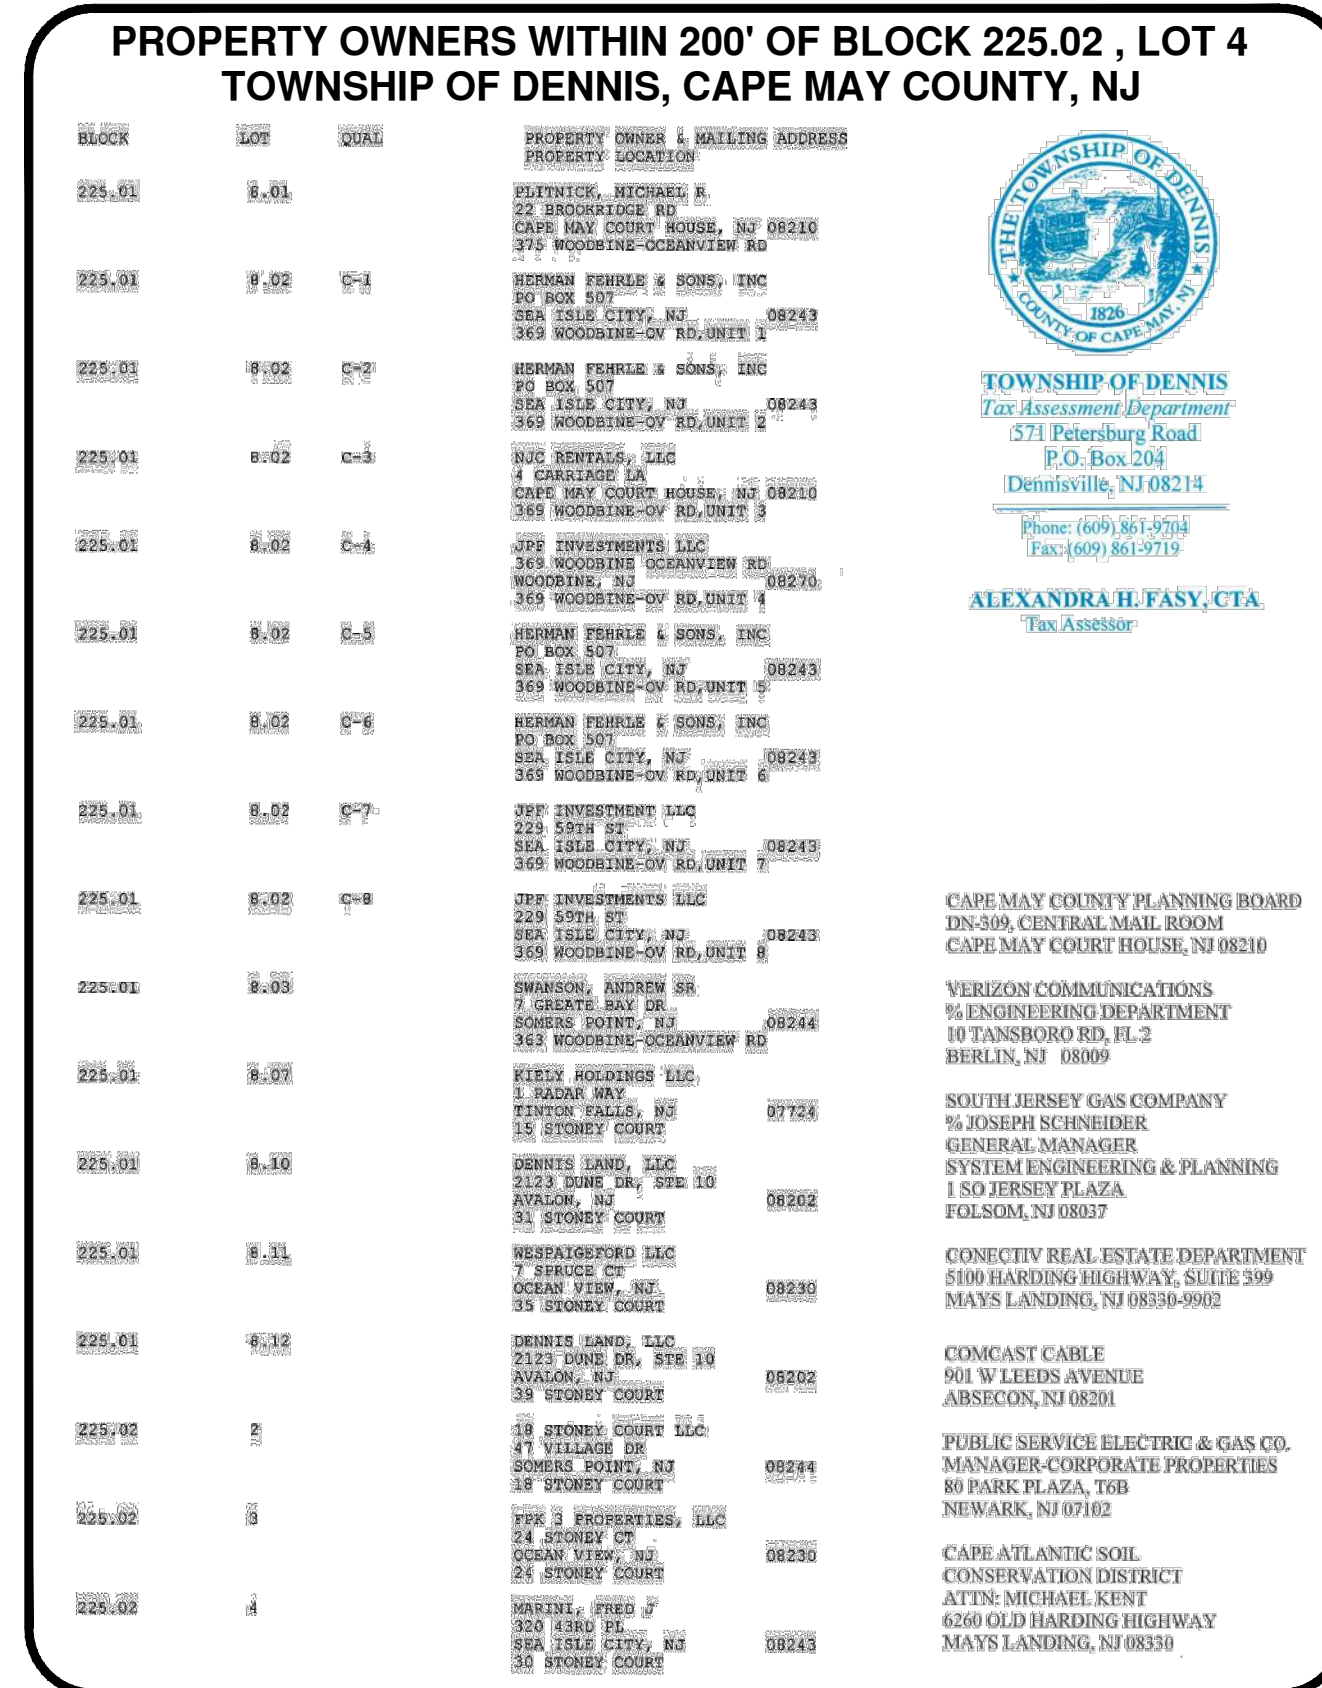 PROPERTY OWNERS WITHIN 200' OF BLOCK 225.02 , LOT 4
TOWNSHIP OF DENNIS, CAPE MAY COUNTY, NJ
BLOCK LOT QUAL PROPERTY OWNER & MAILING ADDRESS
PROPERTY LOCATION
225.01 8.01 PLITNICK, MICHAEL R
22 BROOKRIDGE RD
CAPE MAY COURT HOUSE, NJ 08210
375 WOODBINE-OCEANVIEW RD
225.01 8.02 C-1 HERMAN FEHRLE & SONS, INC
PO BOX 507
SEA ISLE CITY, NJ 08243
369 WOODBINE-OV RD,UNIT 1
225.01 8.02 C-2 HERMAN FEHRLE & SONS, INC
PO BOX 507
SEA ISLE CITY, NJ 08243
369 WOODBINE-OV RD,UNIT 2
225.01 8.02 C-3 NJC RENTALS, LLC
4 CARRIAGE LA
CAPE MAY COURT HOUSE, NJ 08210
369 WOODBINE-OV RD,UNIT 3
225.01 8.02 C-4 JPF INVESTMENTS LLC
369 WOODBINE OCEANVIEW RD
WOODBINE, NJ 08270
369 WOODBINE-OV RD,UNIT 4
225.01 8.02 C-5 HERMAN FEHRLE & SONS, INC
PO BOX 507
SEA ISLE CITY, NJ 08243
369 WOODBINE-OV RD,UNIT 5
225.01 8.02 C-6 HERMAN FEHRLE & SONS, INC
PO BOX 507
SEA ISLE CITY, NJ 08243
369 WOODBINE-OV RD,UNIT 6
225.01 8.02 C-7 JPF INVESTMENT LLC
229 59TH ST
SEA ISLE CITY, NJ 08243
369 WOODBINE-OV RD,UNIT 7
225.01 8.02 C-8 JPF INVESTMENTS LLC
229 59TH ST
SEA ISLE CITY, NJ 08243
369 WOODBINE-OV RD,UNIT 8
225.01 8.03 SWANSON, ANDREW SR
7 GREATE BAY DR
SOMERS POINT, NJ 08244
363 WOODBINE-OCEANVIEW RD
225.01 8.07 KIELY HOLDINGS LLC
1 RADAR WAY
TINTON FALLS, NJ 07724
15 STONEY COURT
225.01 8.10 DENNIS LAND, LLC
2123 DUNE DR, STE 10
AVALON, NJ 08202
31 STONEY COURT
225.01 8.11 WESPAIGEFORD LLC
7 SPRUCE CT
OCEAN VIEW, NJ 08230
35 STONEY COURT
225.01 8.12 DENNIS LAND, LLC
2123 DUNE DR, STE 10
AVALON, NJ 08202
39 STONEY COURT
225.02 2 18 STONEY COURT LLC
47 VILLAGE DR
SOMERS POINT, NJ 08244
18 STONEY COURT
225.02 3 FPK 3 PROPERTIES, LLC
24 STONEY CT
OCEAN VIEW, NJ 08230
24 STONEY COURT
225.02 4 MARINI, FRED J
320 43RD PL
SEA ISLE CITY, NJ 08243
30 STONEY COURT
THE TOWNSHIP OF DENNIS
1826
COUNTY OF CAPE MAY, NJ
TOWNSHIP OF DENNIS
Tax Assessment Department
571 Petersburg Road
P.O. Box 204
Dennisville, NJ 08214
Phone: (609) 861-9704
Fax: (609) 861-9719
ALEXANDRA H. FASY, CTA
Tax Assessor
CAPE MAY COUNTY PLANNING BOARD
DN-309, CENTRAL MAIL ROOM
CAPE MAY COURT HOUSE, NJ 08210
VERIZON COMMUNICATIONS
% ENGINEERING DEPARTMENT
10 TANSBORO RD, FL 2
BERLIN, NJ 08009
SOUTH JERSEY GAS COMPANY
% JOSEPH SCHNEIDER
GENERAL MANAGER
SYSTEM ENGINEERING & PLANNING
1 SO JERSEY PLAZA
FOLSOM, NJ 08037
CONECTIV REAL ESTATE DEPARTMENT
5100 HARDING HIGHWAY, SUITE 399
MAYS LANDING, NJ 08330-9902
COMCAST CABLE
901 W LEEDS AVENUE
ABSECON, NJ 08201
PUBLIC SERVICE ELECTRIC & GAS CO.
MANAGER-CORPORATE PROPERTIES
80 PARK PLAZA, T6B
NEWARK, NJ 07102
CAPE ATLANTIC SOIL
CONSERVATION DISTRICT
ATTN: MICHAEL KENT
6260 OLD HARDING HIGHWAY
MAYS LANDING, NJ 08330